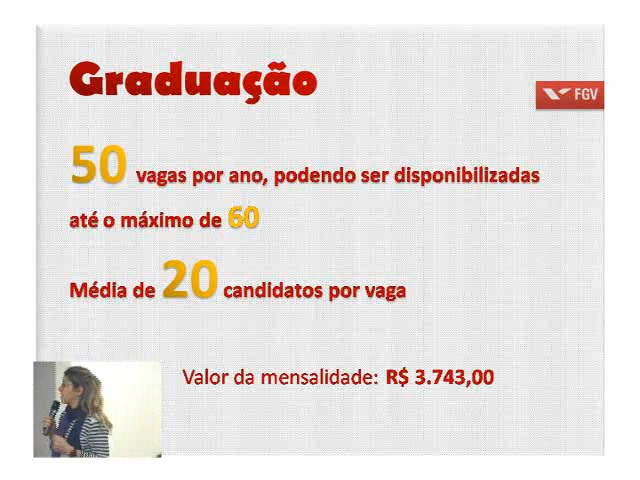 Graduação
FGV
50 vagas por ano, podendo ser disponibilizadas
até o máximo de 60
Média de 20 candidatos por vaga
Valor da mensalidade: R$ 3.743,00